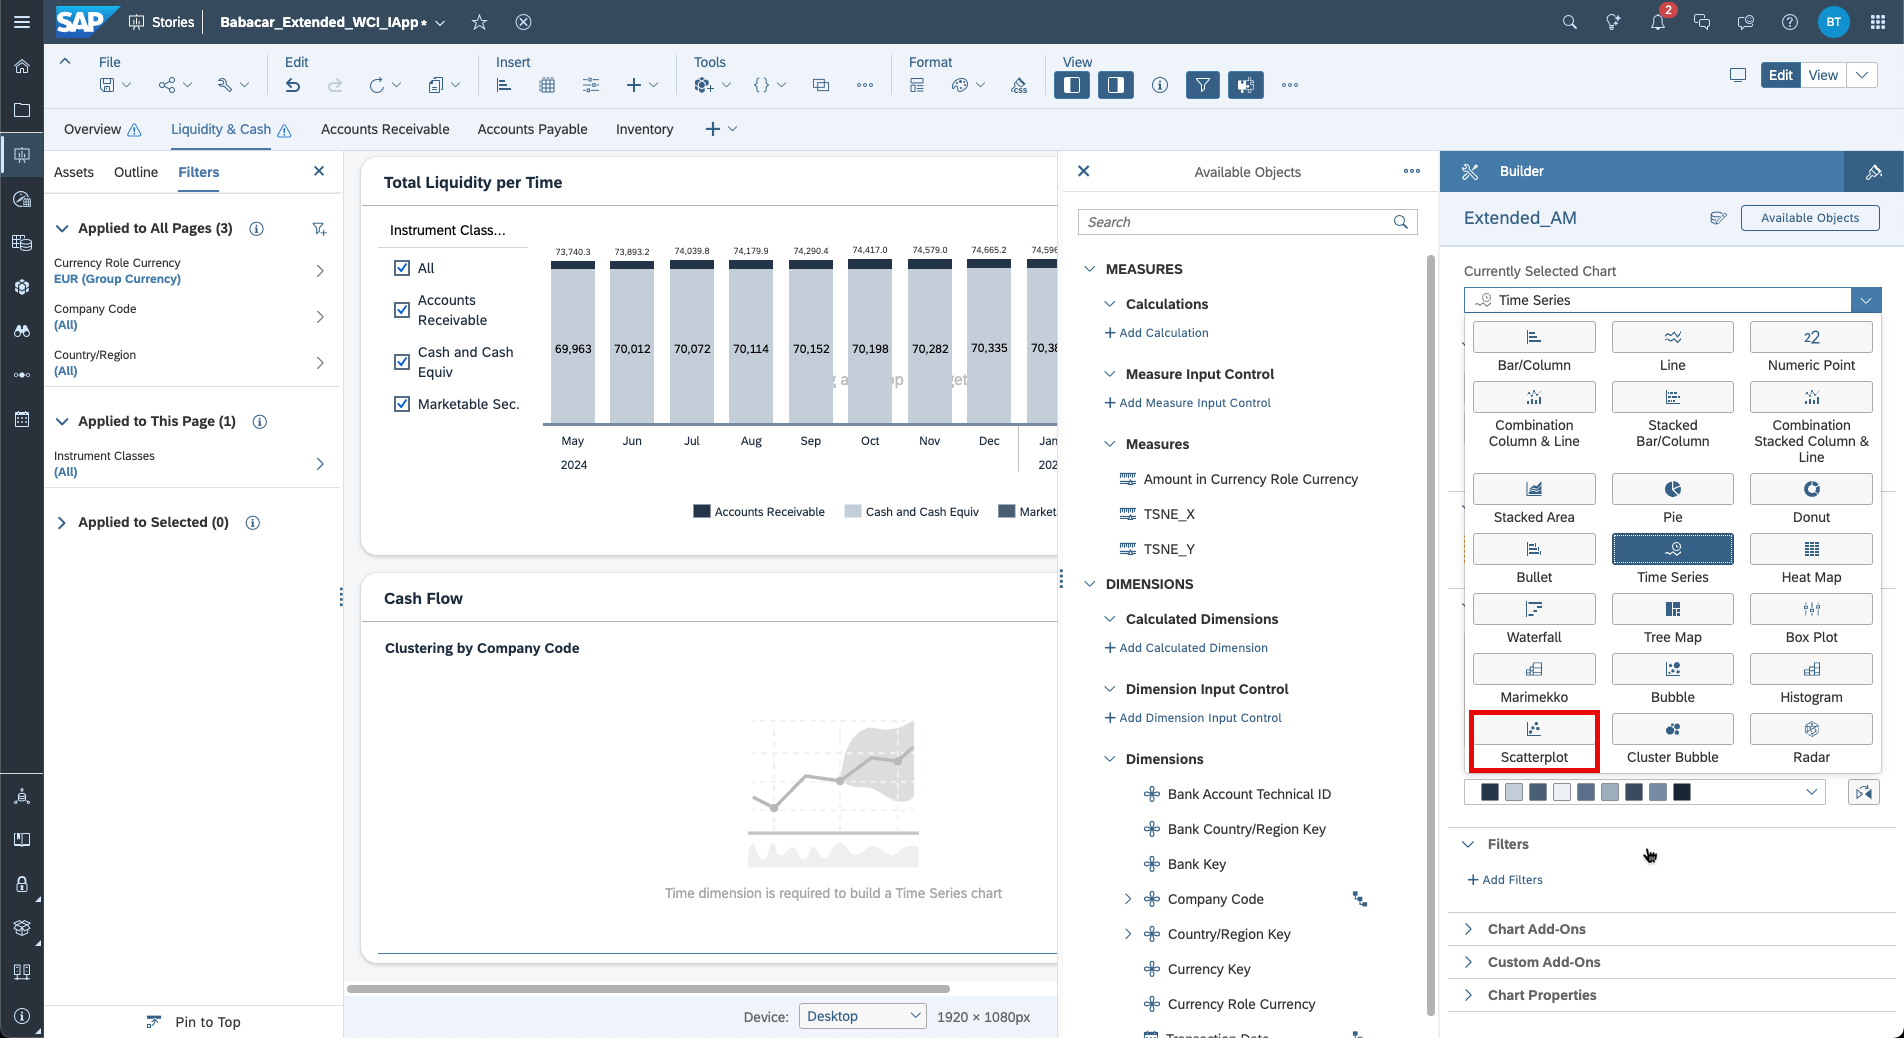 SAP
Stories
Babacar_Extended_WCI_IApp*
2
BT
File
Edit
Insert
Tools
Format
View
CSS
Edit
View
Overview
Liquidity & Cash
Accounts Receivable
Accounts Payable
Inventory
Assets
Outline
Filters
Applied to All Pages (3)
Currency Role Currency
EUR (Group Currency)
Company Code
(All)
Country/Region
(All)
Applied to This Page (1)
Instrument Classes
(All)
Applied to Selected (0)
Pin to Top
Total Liquidity per Time
Instrument Class...
All
Accounts
Receivable
Cash and Cash
Equiv
Marketable Sec.
73,740.3
73,893.2
74,039.8
74,179.9
74,290.4
74,417.0
74,579.0
74,665.2
74,596
69,963
70,012
70,072
70,114
70,152
70,198
70,282
70,335
70,38
May
Jun
Jul
Aug
Sep
Oct
Nov
Dec
Jan
2024
202
Accounts Receivable
Cash and Cash Equiv
Market
Cash Flow
Clustering by Company Code
Time dimension is required to build a Time Series chart
Device:
Desktop
1920 × 1080px
Available Objects
Search
MEASURES
Calculations
+ Add Calculation
Measure Input Control
+ Add Measure Input Control
Measures
Amount in Currency Role Currency
TSNE_X
TSNE_Y
DIMENSIONS
Calculated Dimensions
+ Add Calculated Dimension
Dimension Input Control
+ Add Dimension Input Control
Dimensions
Bank Account Technical ID
Bank Country/Region Key
Bank Key
Company Code
Country/Region Key
Currency Key
Currency Role Currency
Transaction Date
Builder
Extended_AM
Available Objects
Currently Selected Chart
Time Series
Bar/Column
Line
Numeric Point
Combination
Column & Line
Stacked
Bar/Column
Combination
Stacked Column &
Line
Stacked Area
Pie
Donut
Bullet
Time Series
Heat Map
Waterfall
Tree Map
Box Plot
Marimekko
Bubble
Histogram
Scatterplot
Cluster Bubble
Radar
Filters
+ Add Filters
Chart Add-Ons
Custom Add-Ons
Chart Properties